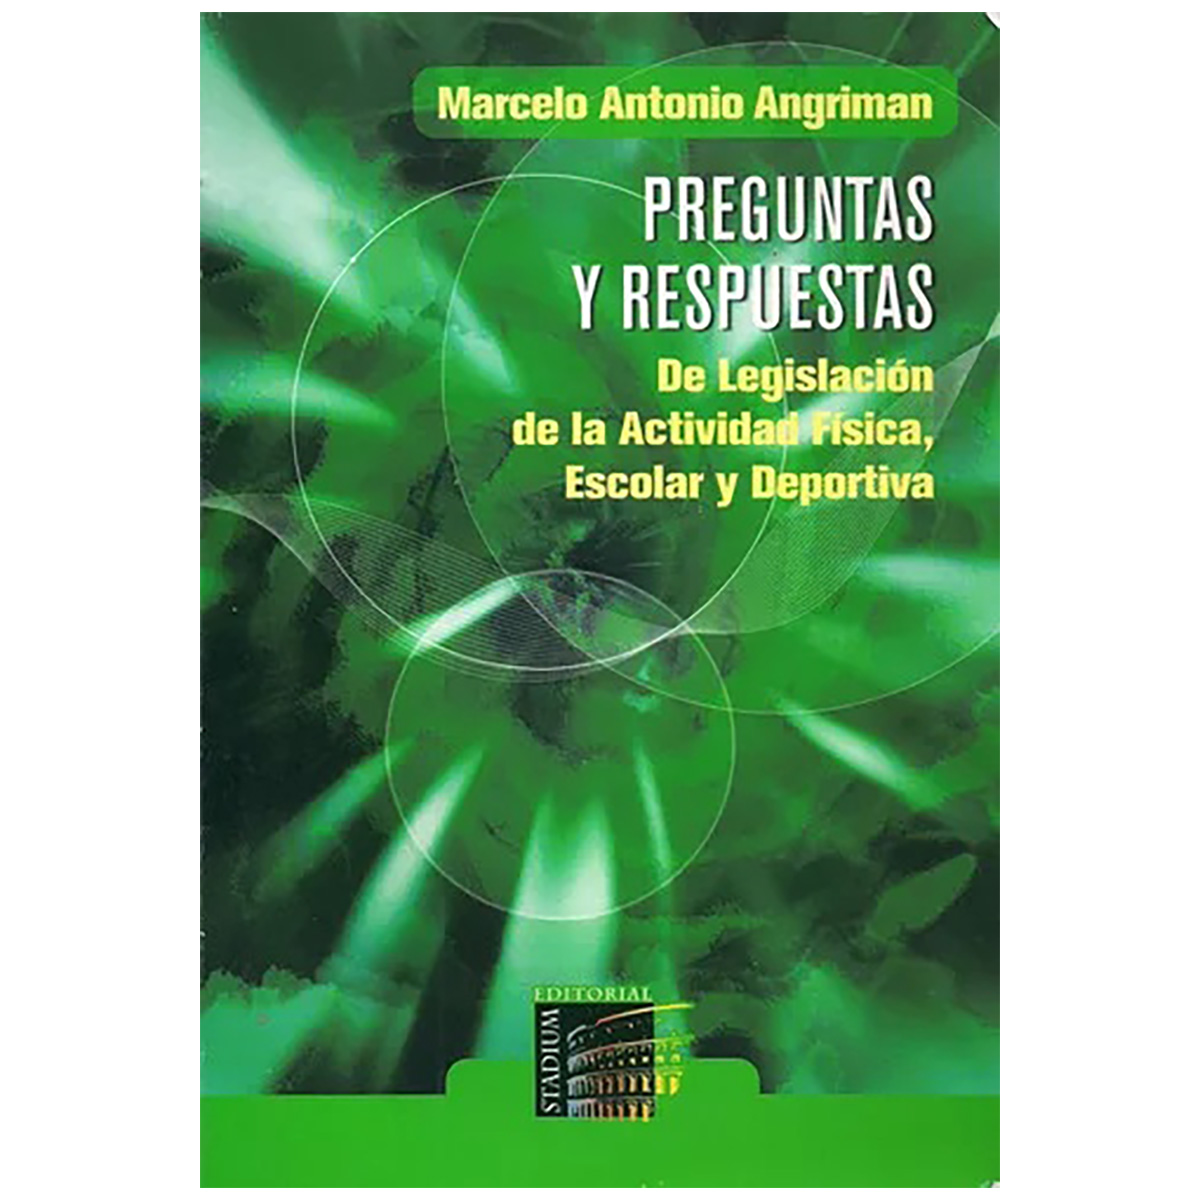 Marcelo Antonio Angriman
PREGUNTAS
Y RESPUESTAS
De Legislación
de la Actividad Física,
Escolar y Deportiva
EDITORIAL
STADIUM